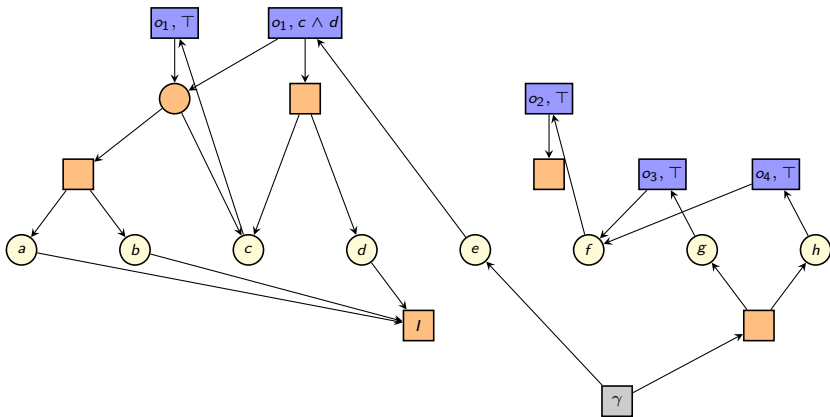 o₁, ⊤
o₁, c ∧ d
o₂, ⊤
o₃, ⊤
o₄, ⊤
a
b
c
d
e
f
g
h
I
γ